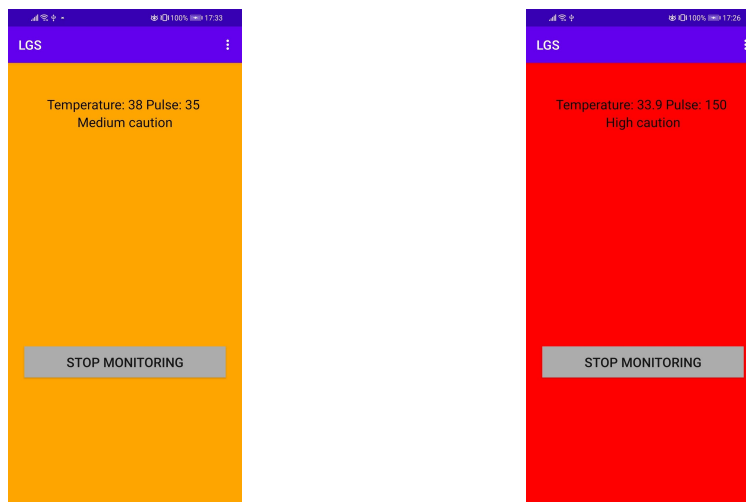 100% 17:33
LGS
Temperature: 38 Pulse: 35
Medium caution
STOP MONITORING
100% 17:26
LGS
Temperature: 33.9 Pulse: 150
High caution
STOP MONITORING